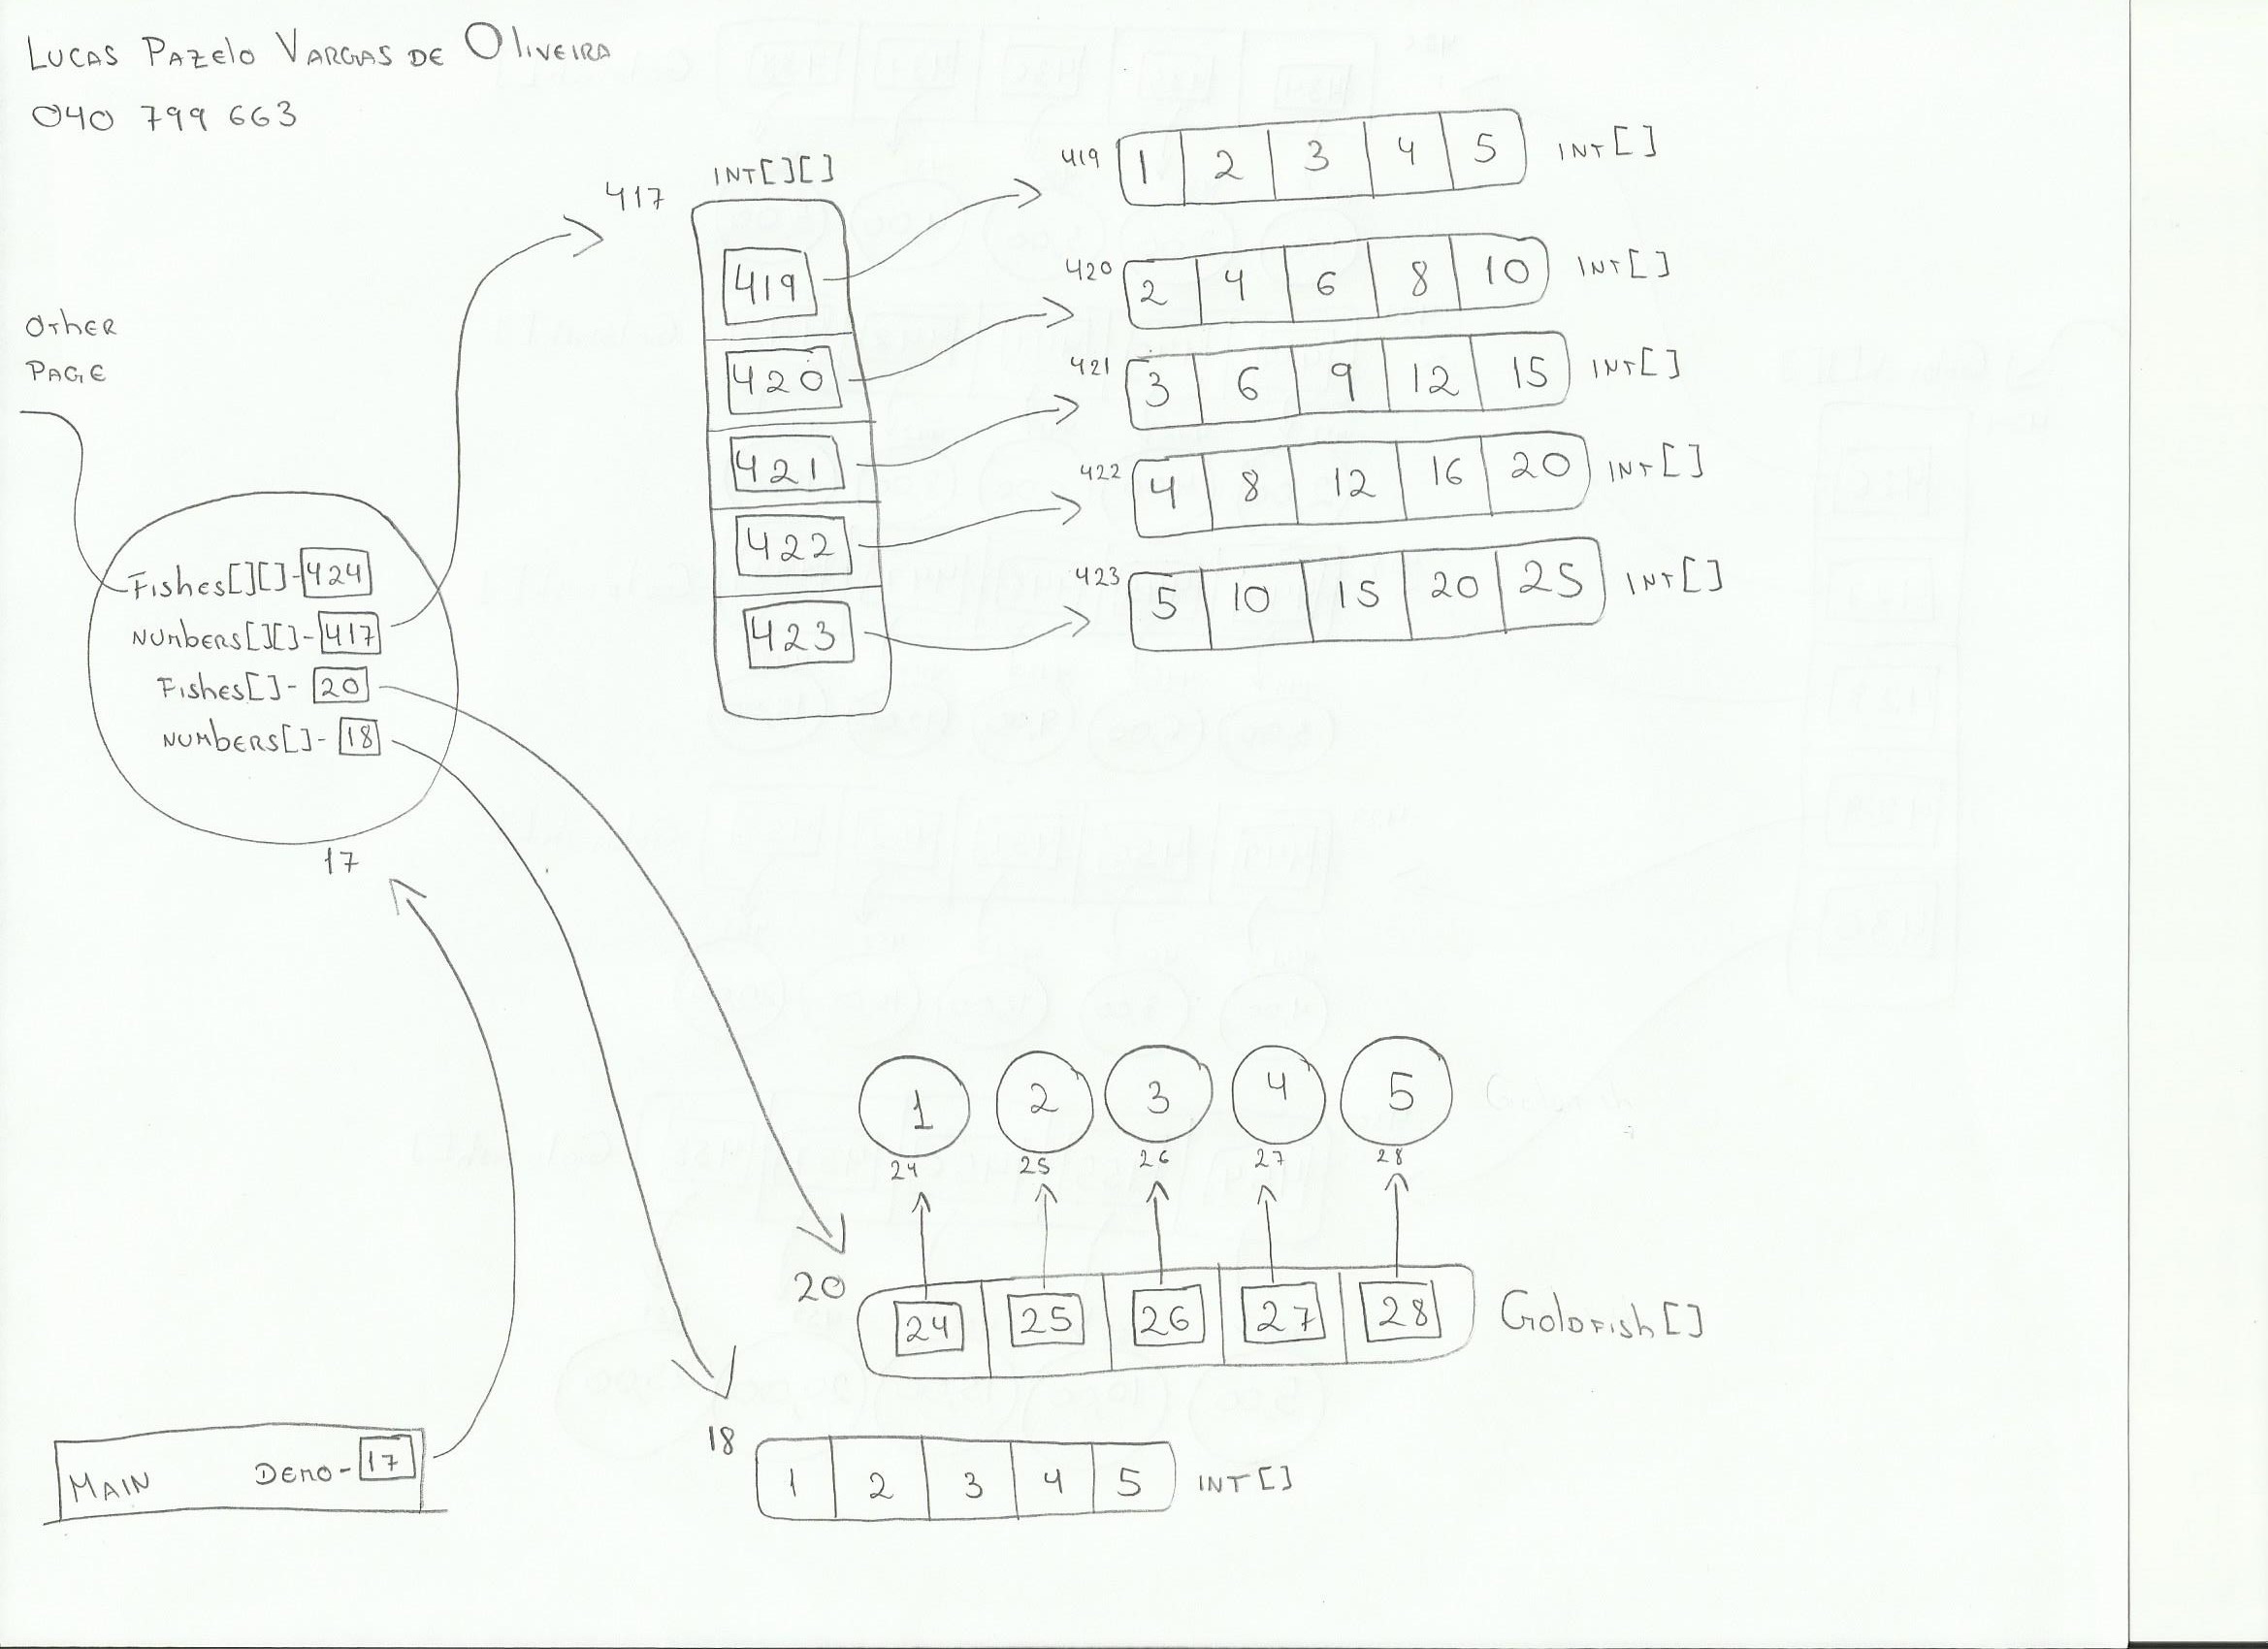 Lucas Pazelo Vargas de Oliveira
040 799 663
INT[][]
417
419
420
421
422
423
419 1 2 3 4 5 INT[]
420 2 4 6 8 10 INT[]
421 3 6 9 12 15 INT[]
422 4 8 12 16 20 INT[]
423 5 10 15 20 25 INT[]
Other
Page
Fishes[][]-424
Numbers[][]-417
Fishes[]- 20
Numbers[]- 18
17
1 2 3 4 5
24 25 26 27 28
20 24 25 26 27 28 Goldfish[]
18 1 2 3 4 5 INT[]
Main Demo-17